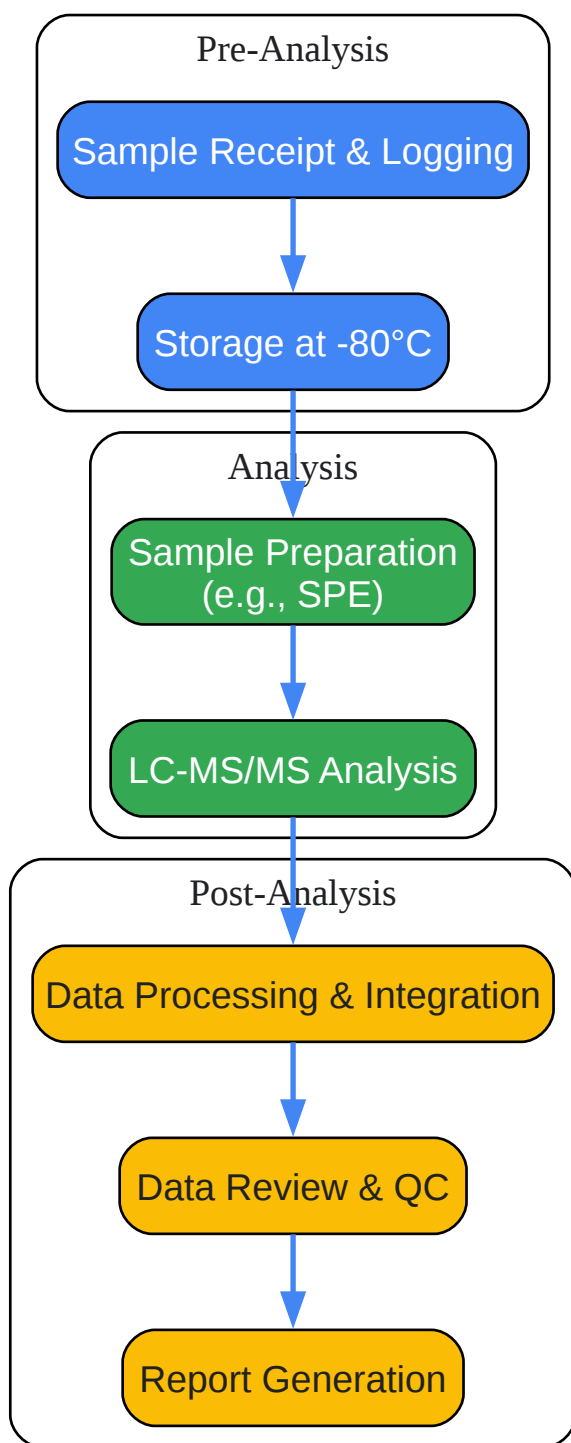 Pre-Analysis
Sample Receipt & Logging
Storage at -80°C
Analysis
Sample Preparation
(e.g., SPE)
LC-MS/MS Analysis
Post-Analysis
Data Processing & Integration
Data Review & QC
Report Generation